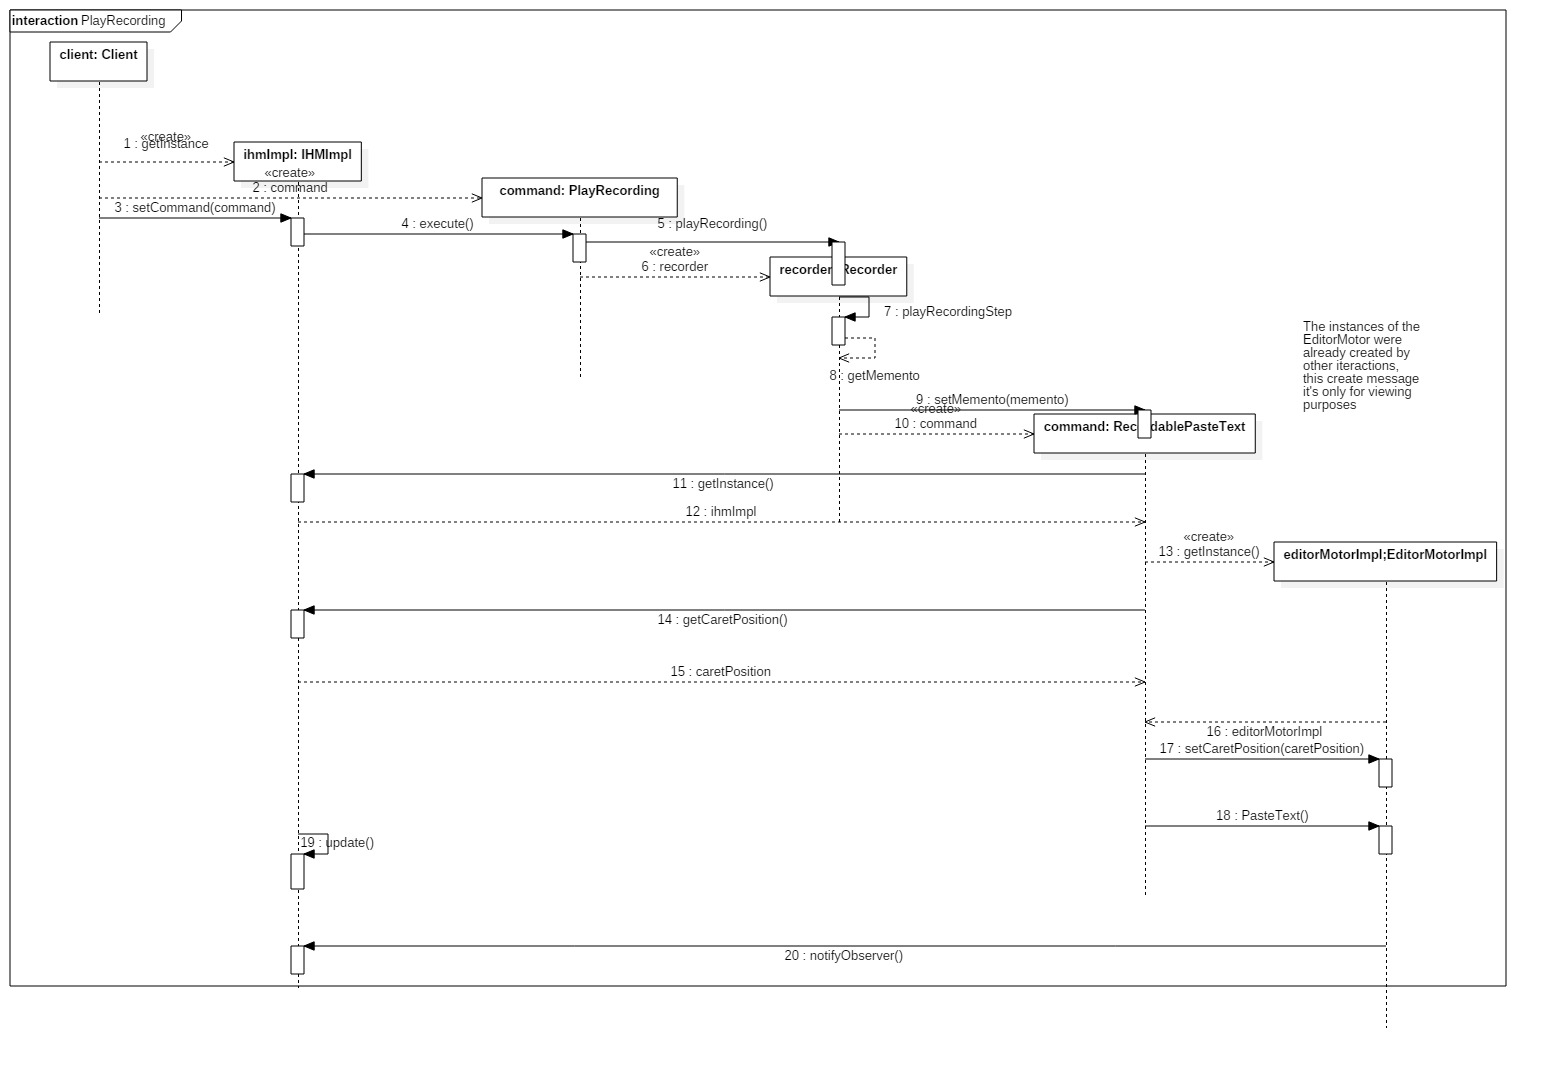 interaction PlayRecording
client: Client
«create»
1 : getInstance
ihmImpl: IHMImpl
«create»
2 : command
command: PlayRecording
3 : setCommand(command)
4 : execute()
5 : playRecording()
«create»
6 : recorder
recorder: Recorder
7 : playRecordingStep
8 : getMemento
The instances of the
EditorMotor were
already created by
other iteractions,
this create message
it's only for viewing
purposes
9 : setMemento(memento)
«create»
10 : command
command: RecordablePasteText
11 : getInstance()
12 : ihmImpl
«create»
13 : getInstance()
editorMotorImpl;EditorMotorImpl
14 : getCaretPosition()
15 : caretPosition
16 : editorMotorImpl
17 : setCaretPosition(caretPosition)
18 : PasteText()
19 : update()
20 : notifyObserver()